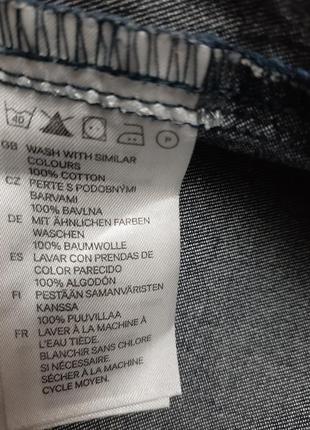 40 P
GB WASH WITH SIMILAR
COLOURS
100% COTTON
CZ PERTE S PODOBNÝMI
BARVAMI
100% BAVLNA
DE MIT ÄHNLICHEN FARBEN
WASCHEN
100% BAUMWOLLE
ES LAVAR CON PRENDAS DE
COLOR PARECIDO
100% ALGODÓN
FI PESTÄÄN SAMANVÄRISTEN
KANSSA
100% PUUVILLAA
FR LAVER À LA MACHINE À
L'EAU TIÈDE.
BLANCHIR SANS CHLORE
SI NÉCESSAIRE.
SÉCHER À LA MACHINE
CYCLE MOYEN.